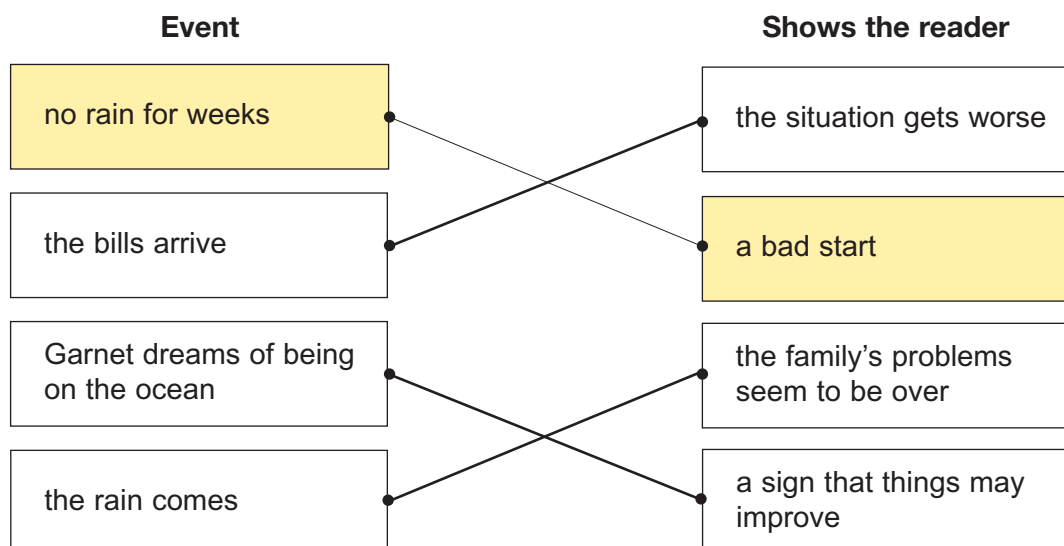 Event
Shows the reader
no rain for weeks
the situation gets worse
the bills arrive
a bad start
Garnet dreams of being
on the ocean
the family’s problems
seem to be over
the rain comes
a sign that things may
improve